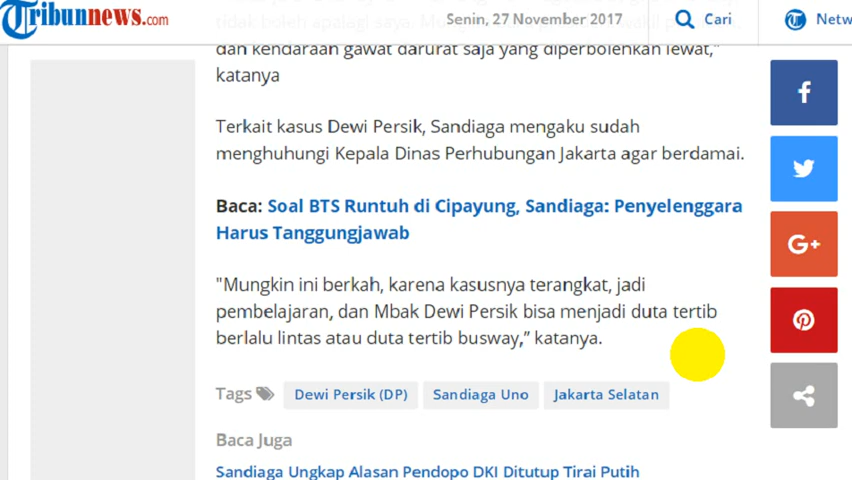 Tribunnews.com
Senin, 27 November 2017
Cari
Netw
dan kendaraan gawat darurat saja yang diperbolehkan lewat,"
katanya
Terkait kasus Dewi Persik, Sandiaga mengaku sudah
menghuhungi Kepala Dinas Perhubungan Jakarta agar berdamai.
Baca: Soal BTS Runtuh di Cipayung, Sandiaga: Penyelenggara
Harus Tanggungjawab
"Mungkin ini berkah, karena kasusnya terangkat, jadi
pembelajaran, dan Mbak Dewi Persik bisa menjadi duta tertib
berlalu lintas atau duta tertib busway,” katanya.
Tags
Dewi Persik (DP)
Sandiaga Uno
Jakarta Selatan
Baca Juga
Sandiaga Ungkap Alasan Pendopo DKI Ditutup Tirai Putih
G+